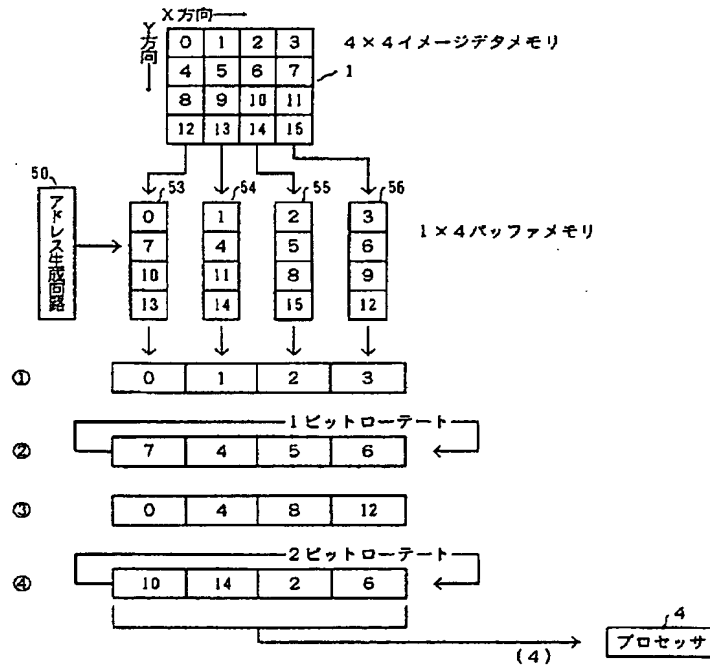 X方向
Y方向
0 1 2 3
4 5 6 7
8 9 10 11
12 13 14 15
4×4イメージデタメモリ
1
50
アドレス生成回路
53 54 55 56
0 1 2 3
7 4 5 6
10 11 8 9
13 14 15 12
1×4バッファメモリ
① 0 1 2 3
1ビットローテート
② 7 4 5 6
③ 0 4 8 12
2ビットローテート
④ 10 14 2 6
(4)
4
プロセッサ